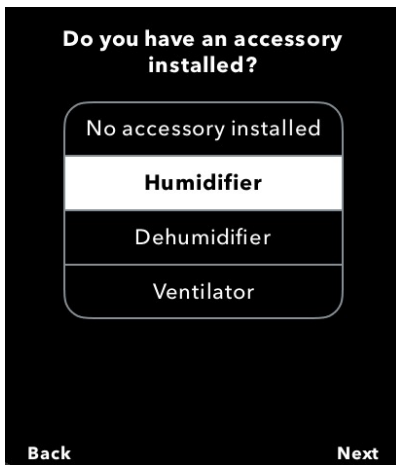 Do you have an accessory
installed?
No accessory installed
Humidifier
Dehumidifier
Ventilator
Back
Next